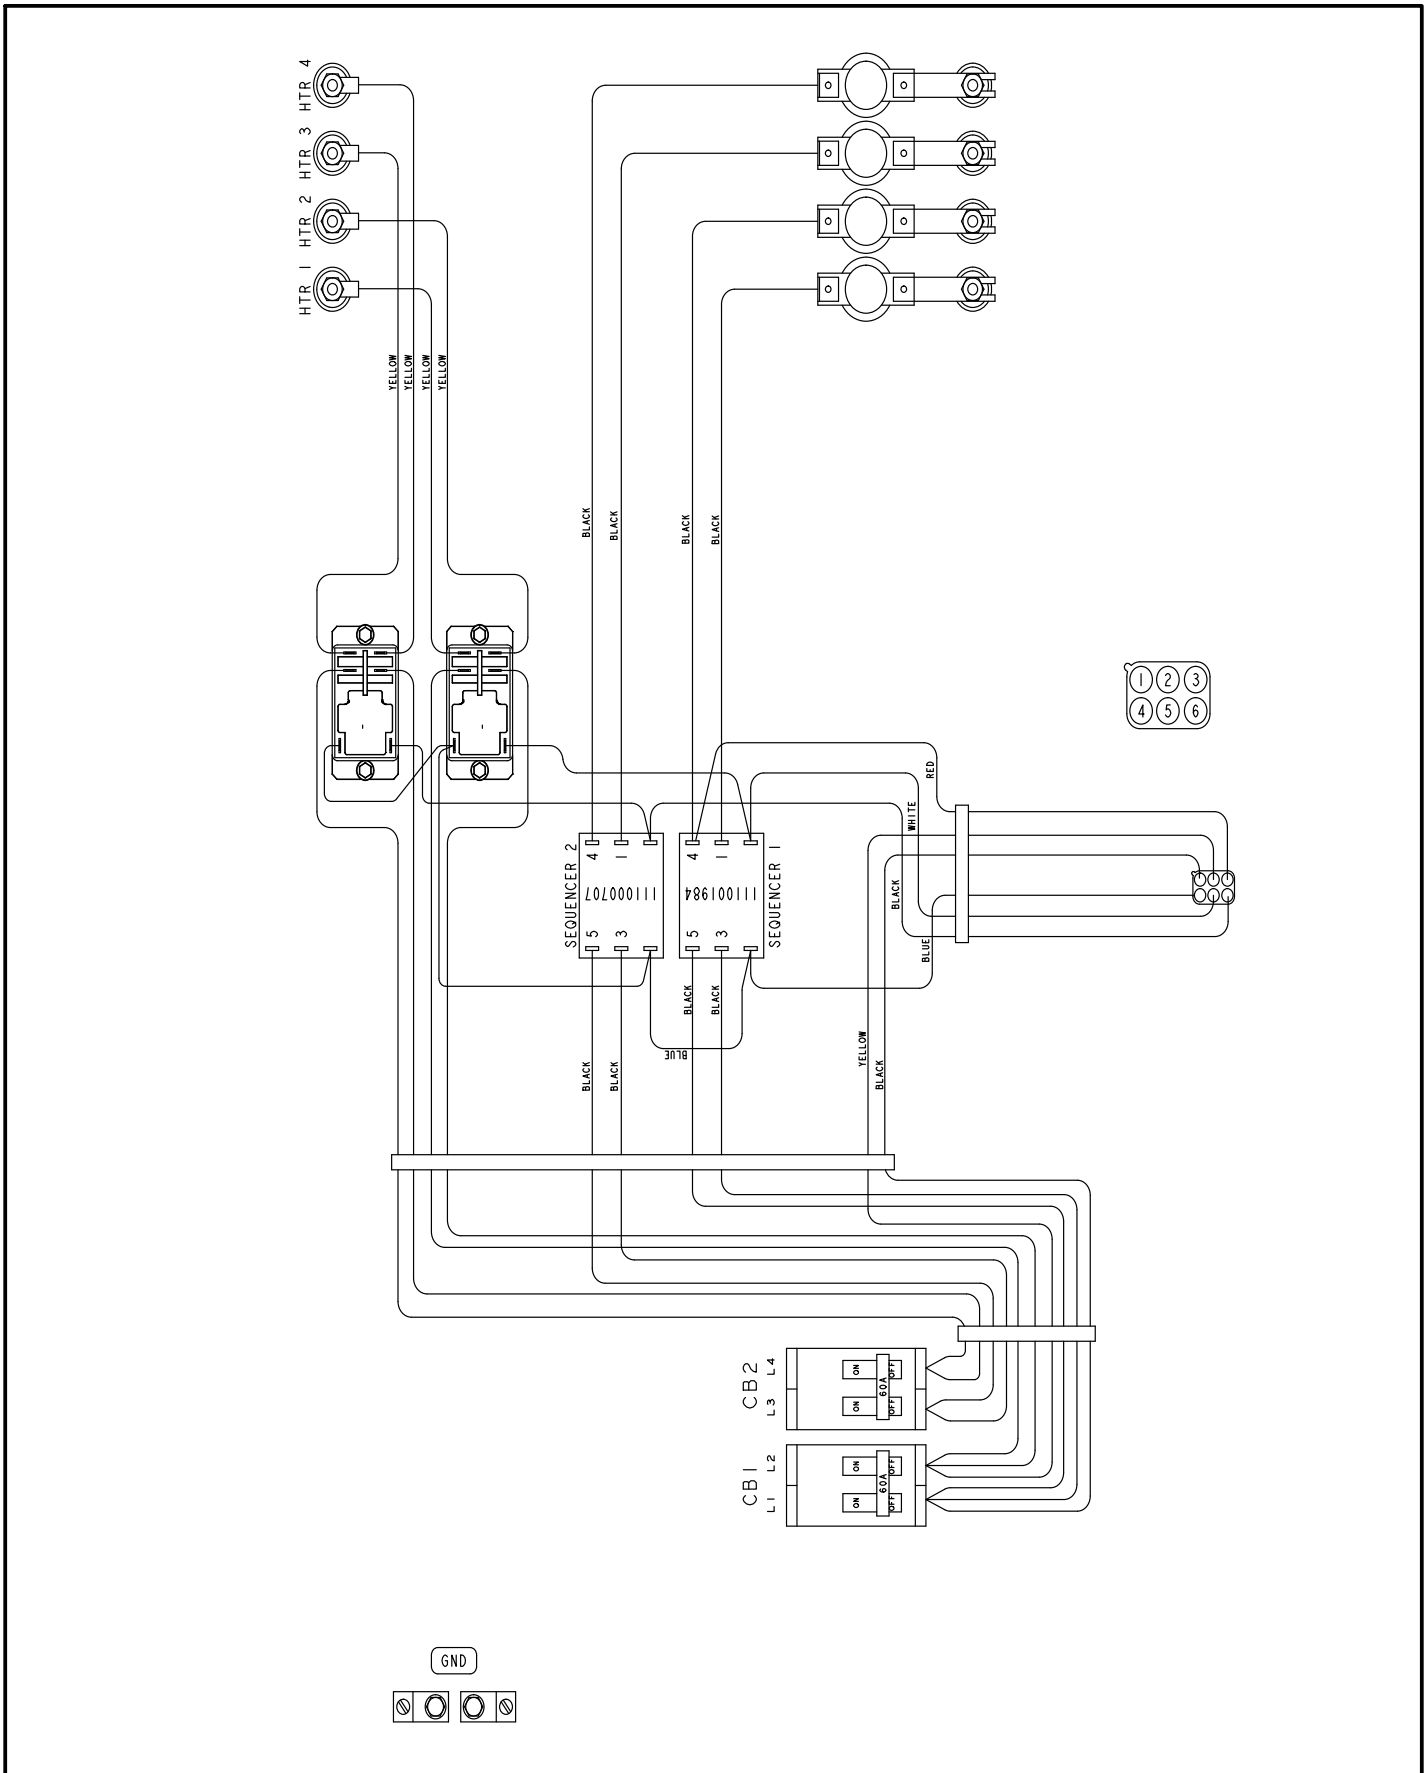 HTR 4
HTR 3
HTR 2
HTR 1
YELLOW
YELLOW
YELLOW
YELLOW
BLACK
BLACK
BLACK
BLACK
1 2 3
4 5 6
RED
WHITE
BLACK
BLUE
SEQUENCER 2
4 1
111000707
5 3
4 1
111001984
5 3
SEQUENCER 1
BLACK
BLACK
BLUE
BLACK
BLACK
YELLOW
BLACK
CB2
L4
L3
ON
OFF
ON
OFF
60A
CB1
L2
L1
ON
OFF
ON
OFF
60A
GND